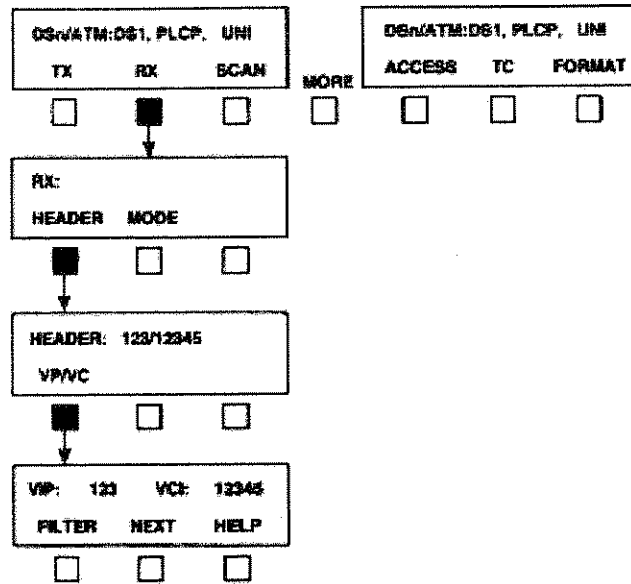 DSn/ATM:DS1, PLCP, UNI
TX RX SCAN
MORE
DSn/ATM:DS1, PLCP, UNI
ACCESS TC FORMAT
RX:
HEADER MODE
HEADER: 123/12345
VP/VC
VIP: 123 VCI: 12345
FILTER NEXT HELP